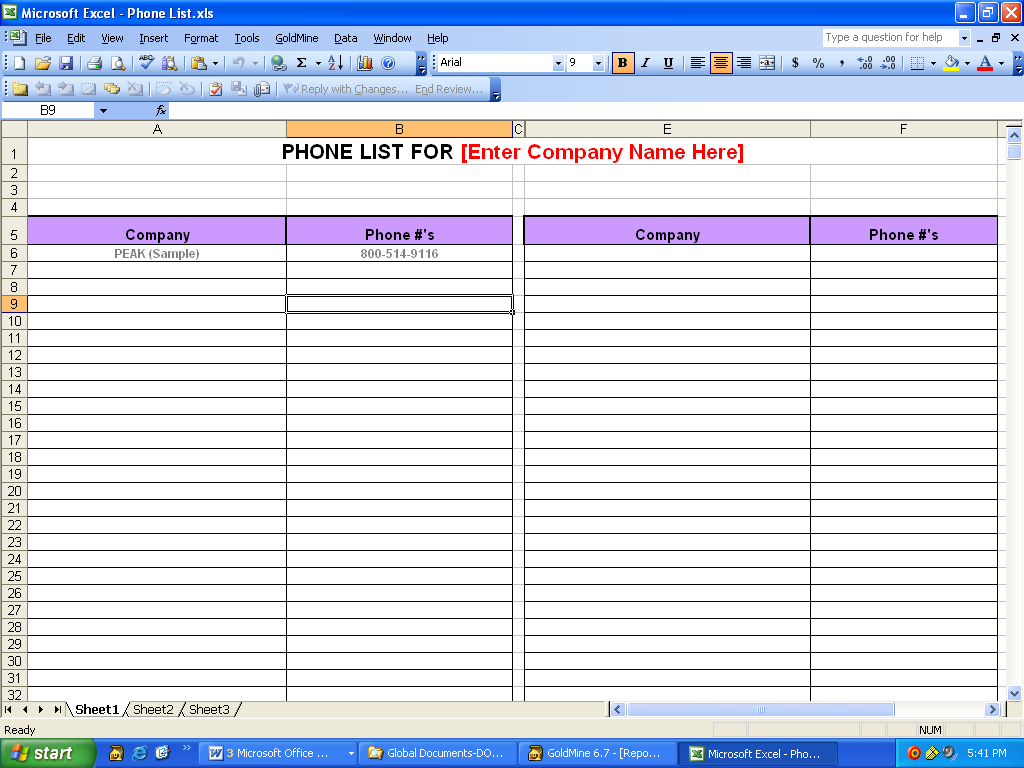 Microsoft Excel - Phone List.xls
File Edit View Insert Format Tools GoldMine Data Window Help
Type a question for help
Arial 9 B I U $ % ,
Reply with Changes... End Review...
B9 fx
A B C E F
1 PHONE LIST FOR [Enter Company Name Here]
2
3
4
5 Company Phone #'s Company Phone #'s
6 PEAK (Sample) 800-514-9116
7
8
9
10
11
12
13
14
15
16
17
18
19
20
21
22
23
24
25
26
27
28
29
30
31
32
Sheet1 Sheet2 Sheet3
Ready NUM
start 3 Microsoft Office ... Global Documents-DO... GoldMine 6.7 - [Repo... Microsoft Excel - Pho... 5:41 PM